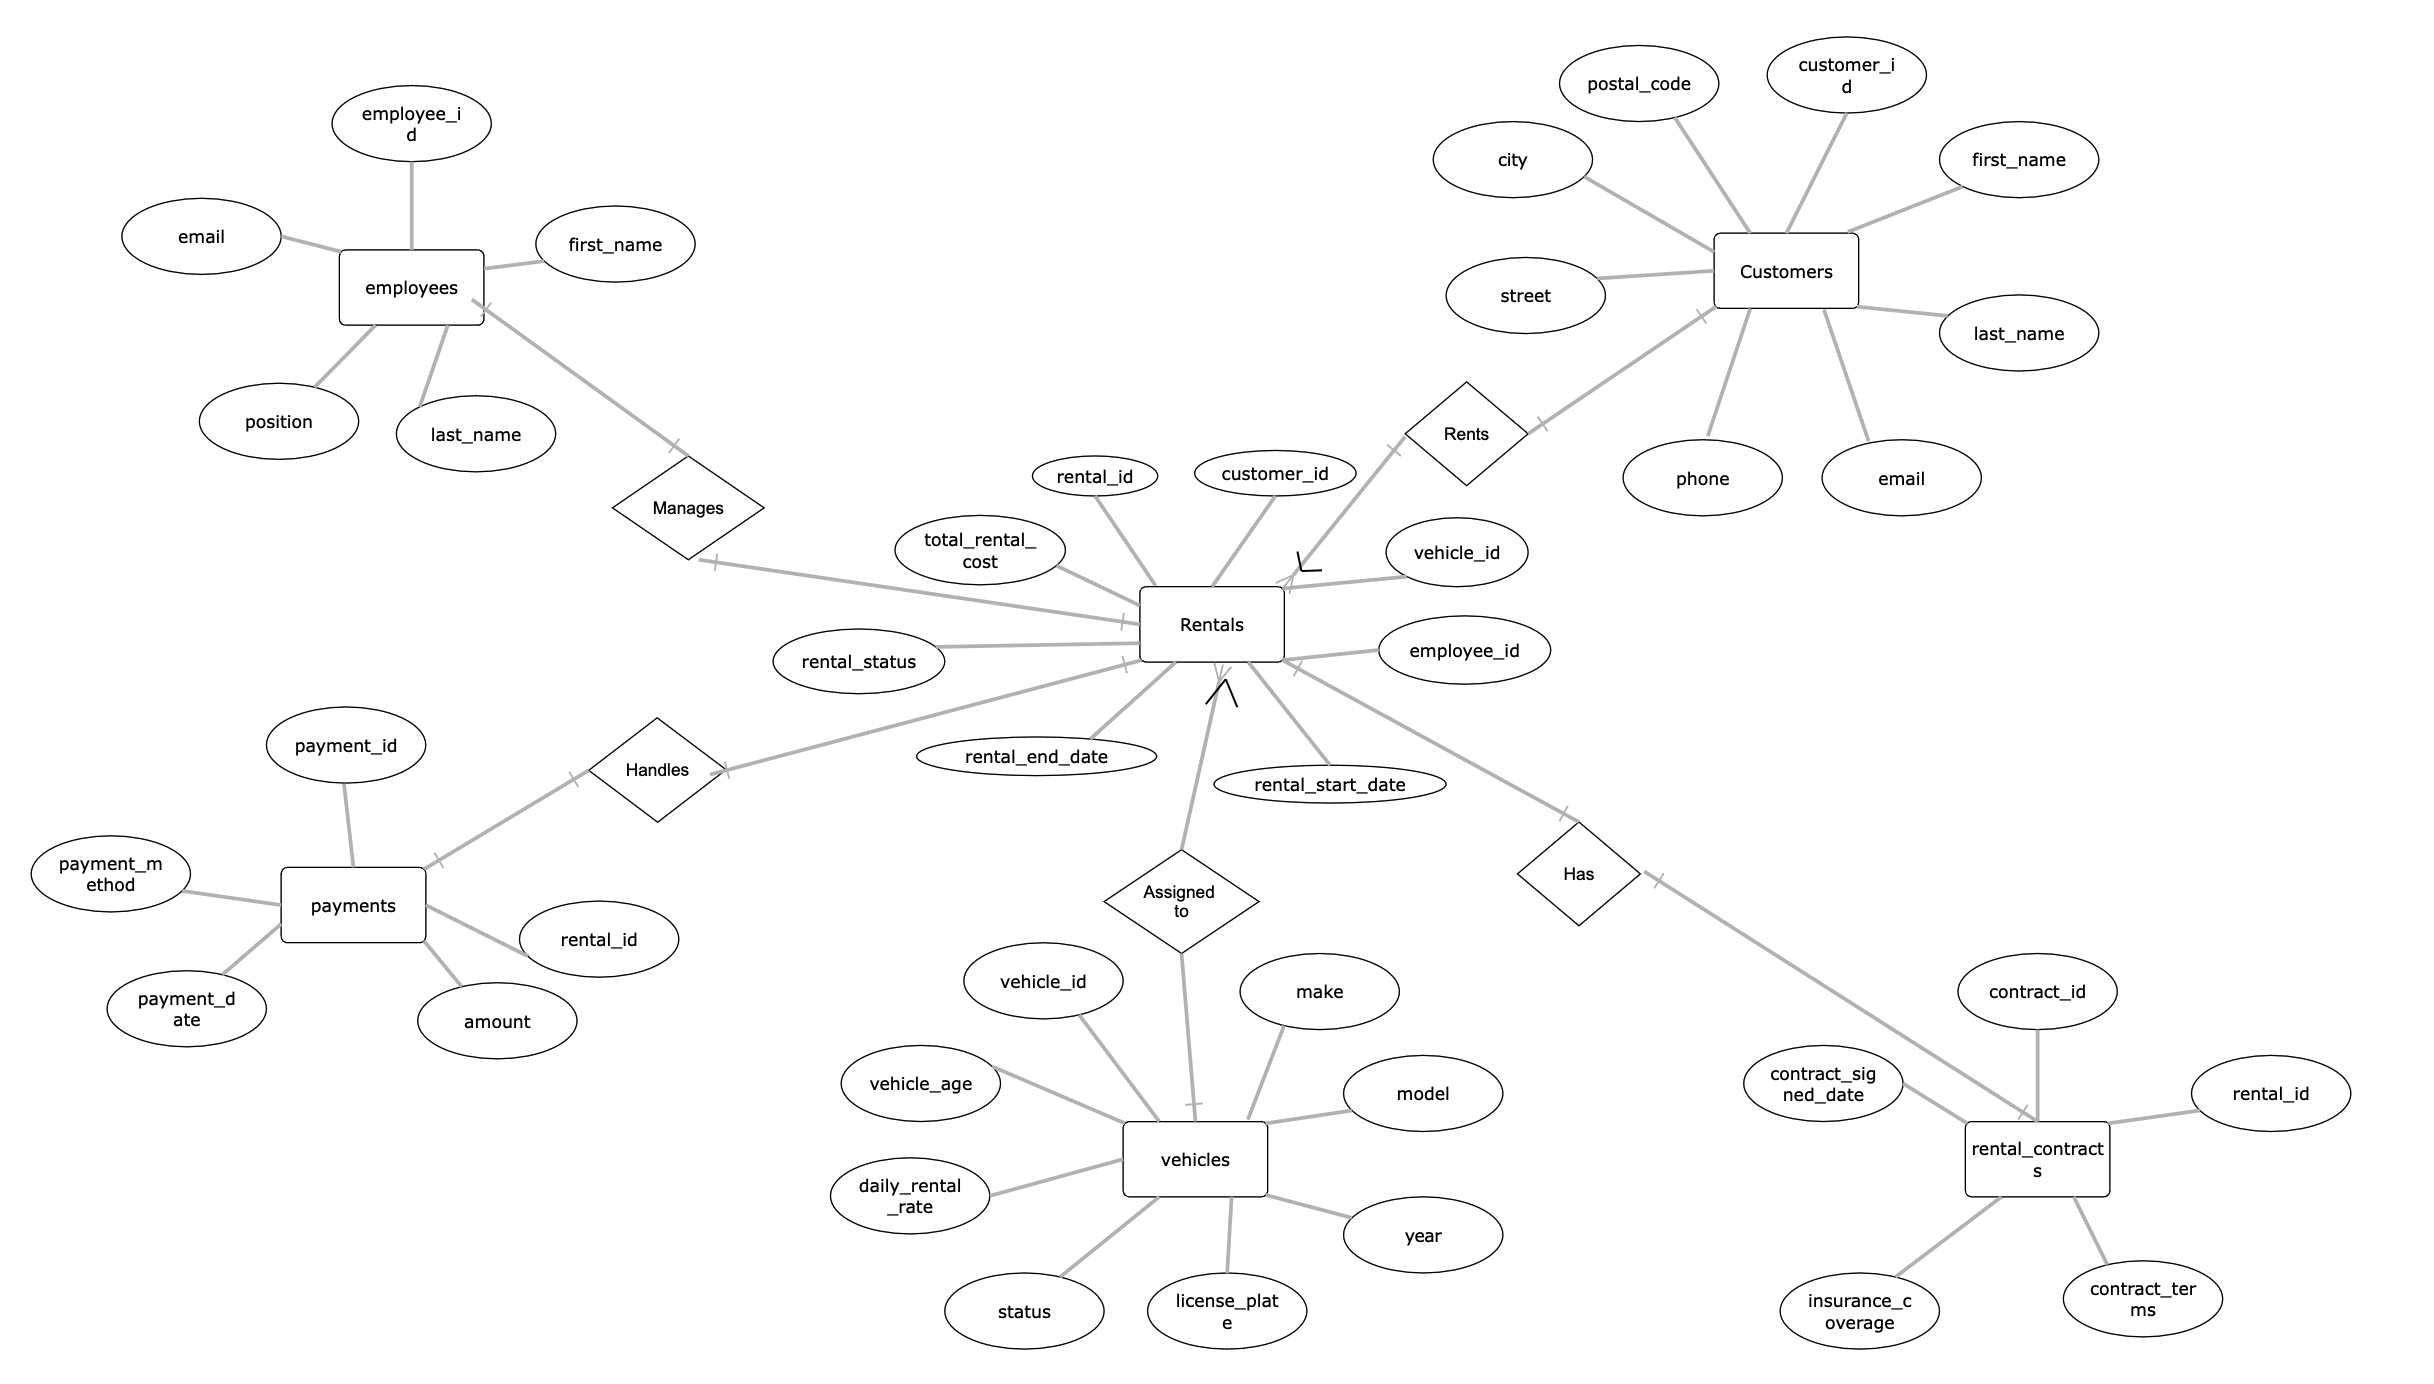 employee_i
d
email
first_name
employees
position
last_name
Manages
postal_code
customer_i
d
city
first_name
Customers
street
last_name
Rents
phone
email
rental_id
customer_id
total_rental_
cost
vehicle_id
Rentals
rental_status
employee_id
rental_end_date
rental_start_date
payment_id
Handles
payment_m
ethod
payments
rental_id
payment_d
ate
amount
Assigned
to
Has
vehicle_id
make
vehicle_age
model
vehicles
daily_rental
_rate
year
status
license_plat
e
contract_id
contract_sig
ned_date
rental_id
rental_contract
s
insurance_c
overage
contract_ter
ms